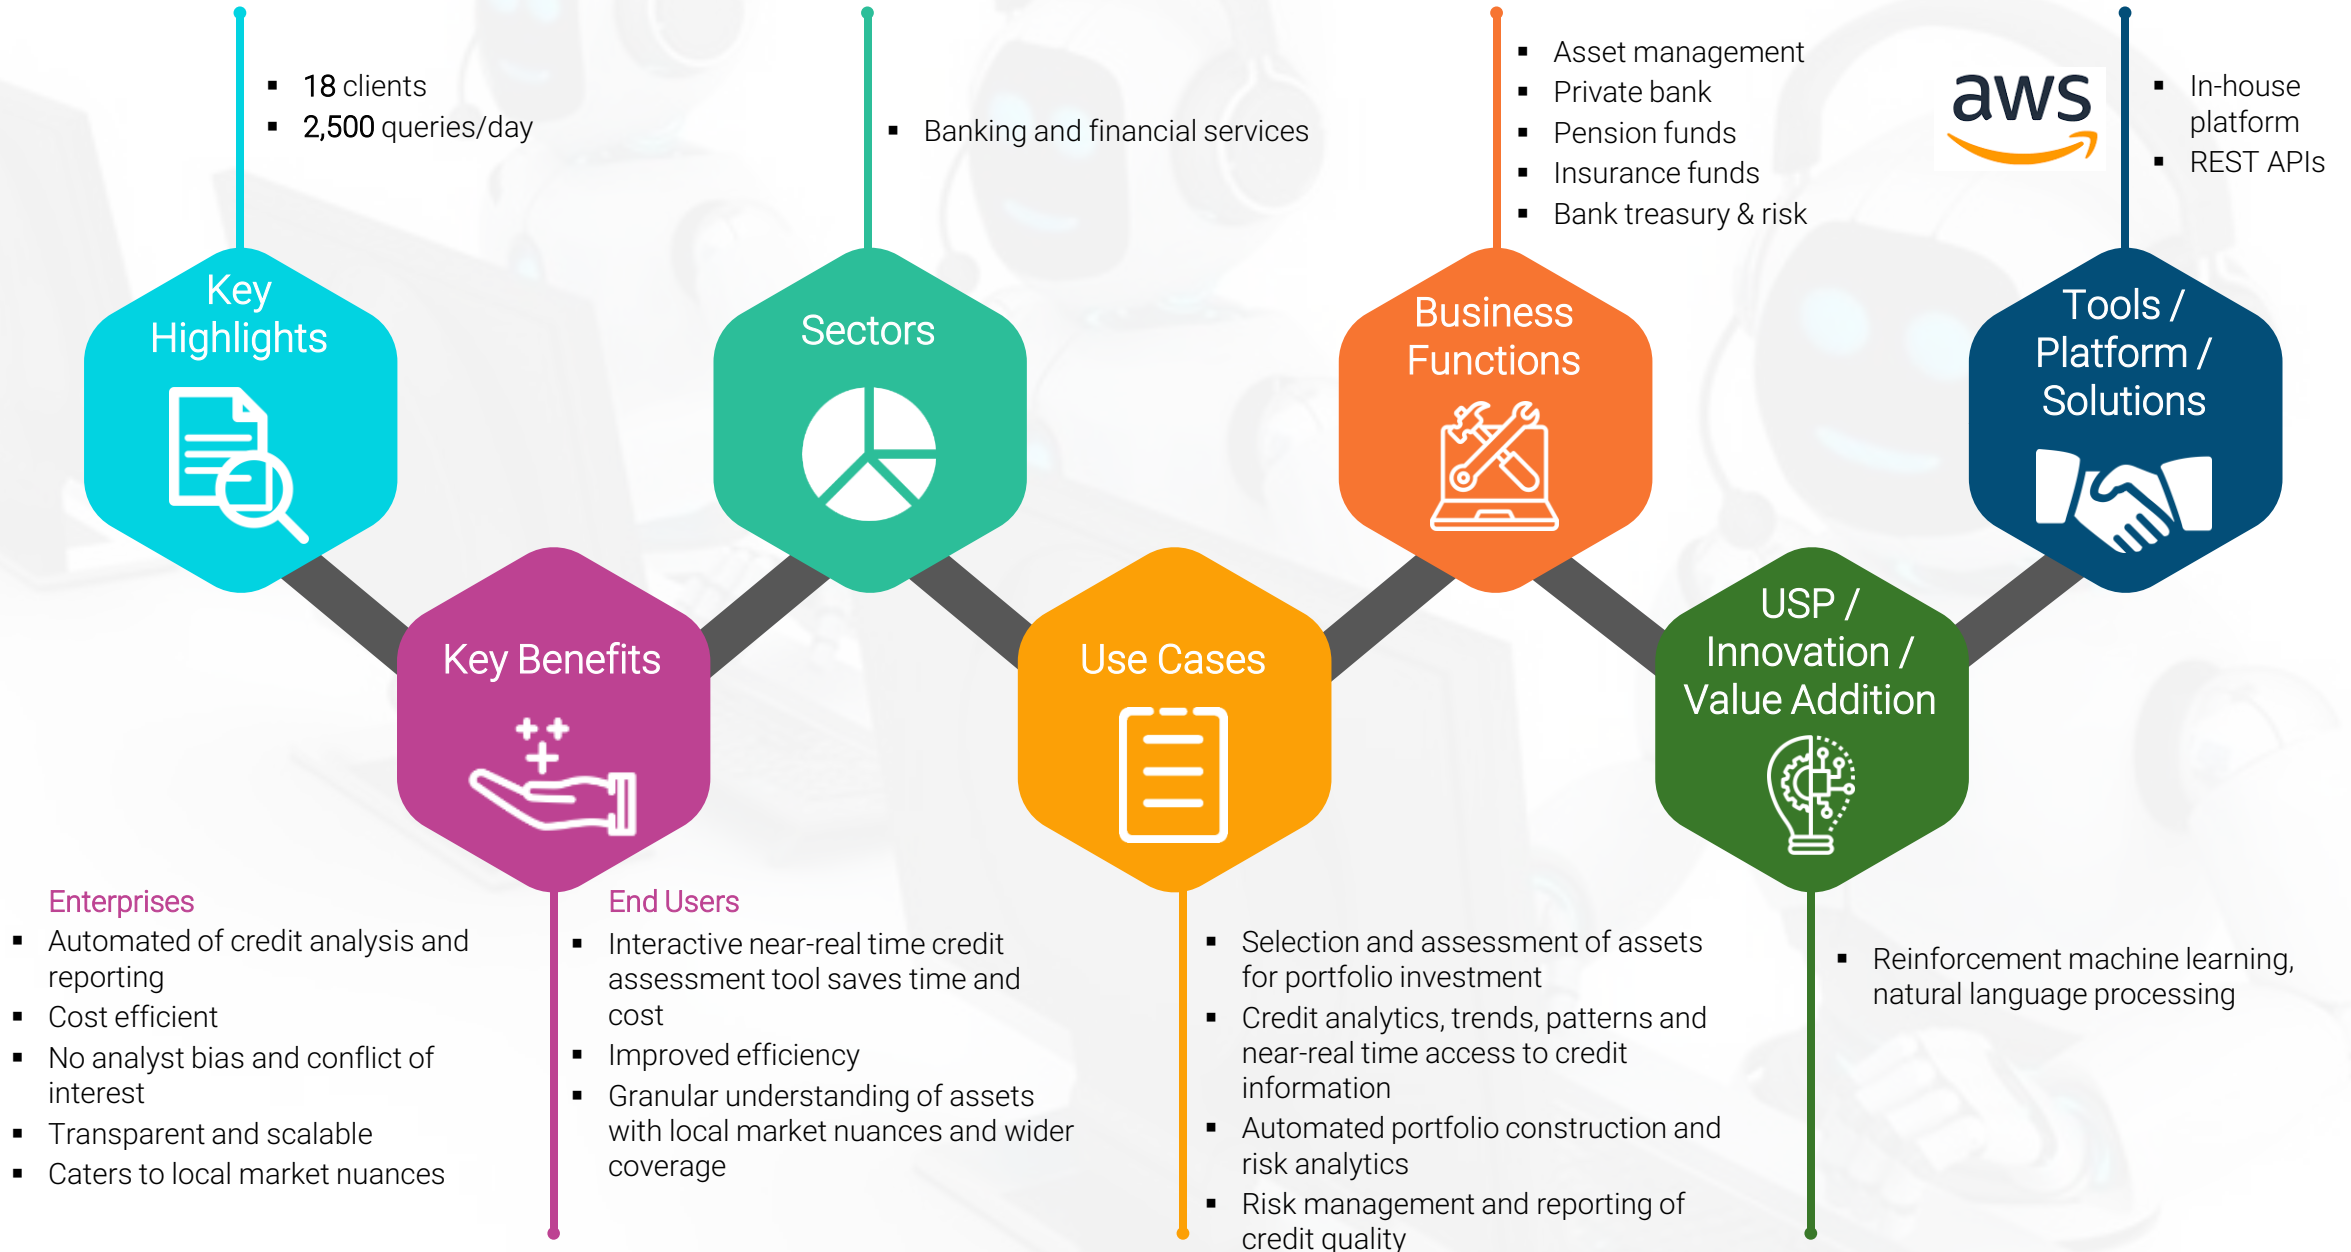 ▪ 18 clients
▪ 2,500 queries/day
Key
Highlights
Enterprises
▪ Automated of credit analysis and
reporting
▪ Cost efficient
▪ No analyst bias and conflict of
interest
▪ Transparent and scalable
▪ Caters to local market nuances
Key Benefits
End Users
▪ Interactive near-real time credit
assessment tool saves time and
cost
▪ Improved efficiency
▪ Granular understanding of assets
with local market nuances and wider
coverage
▪ Banking and financial services
Sectors
Use Cases
▪ Selection and assessment of assets
for portfolio investment
▪ Credit analytics, trends, patterns and
near-real time access to credit
information
▪ Automated portfolio construction and
risk analytics
▪ Risk management and reporting of
credit quality
▪ Asset management
▪ Private bank
▪ Pension funds
▪ Insurance funds
▪ Bank treasury & risk
Business
Functions
USP /
Innovation /
Value Addition
▪ Reinforcement machine learning,
natural language processing
aws
▪ In-house
platform
▪ REST APIs
Tools /
Platform /
Solutions